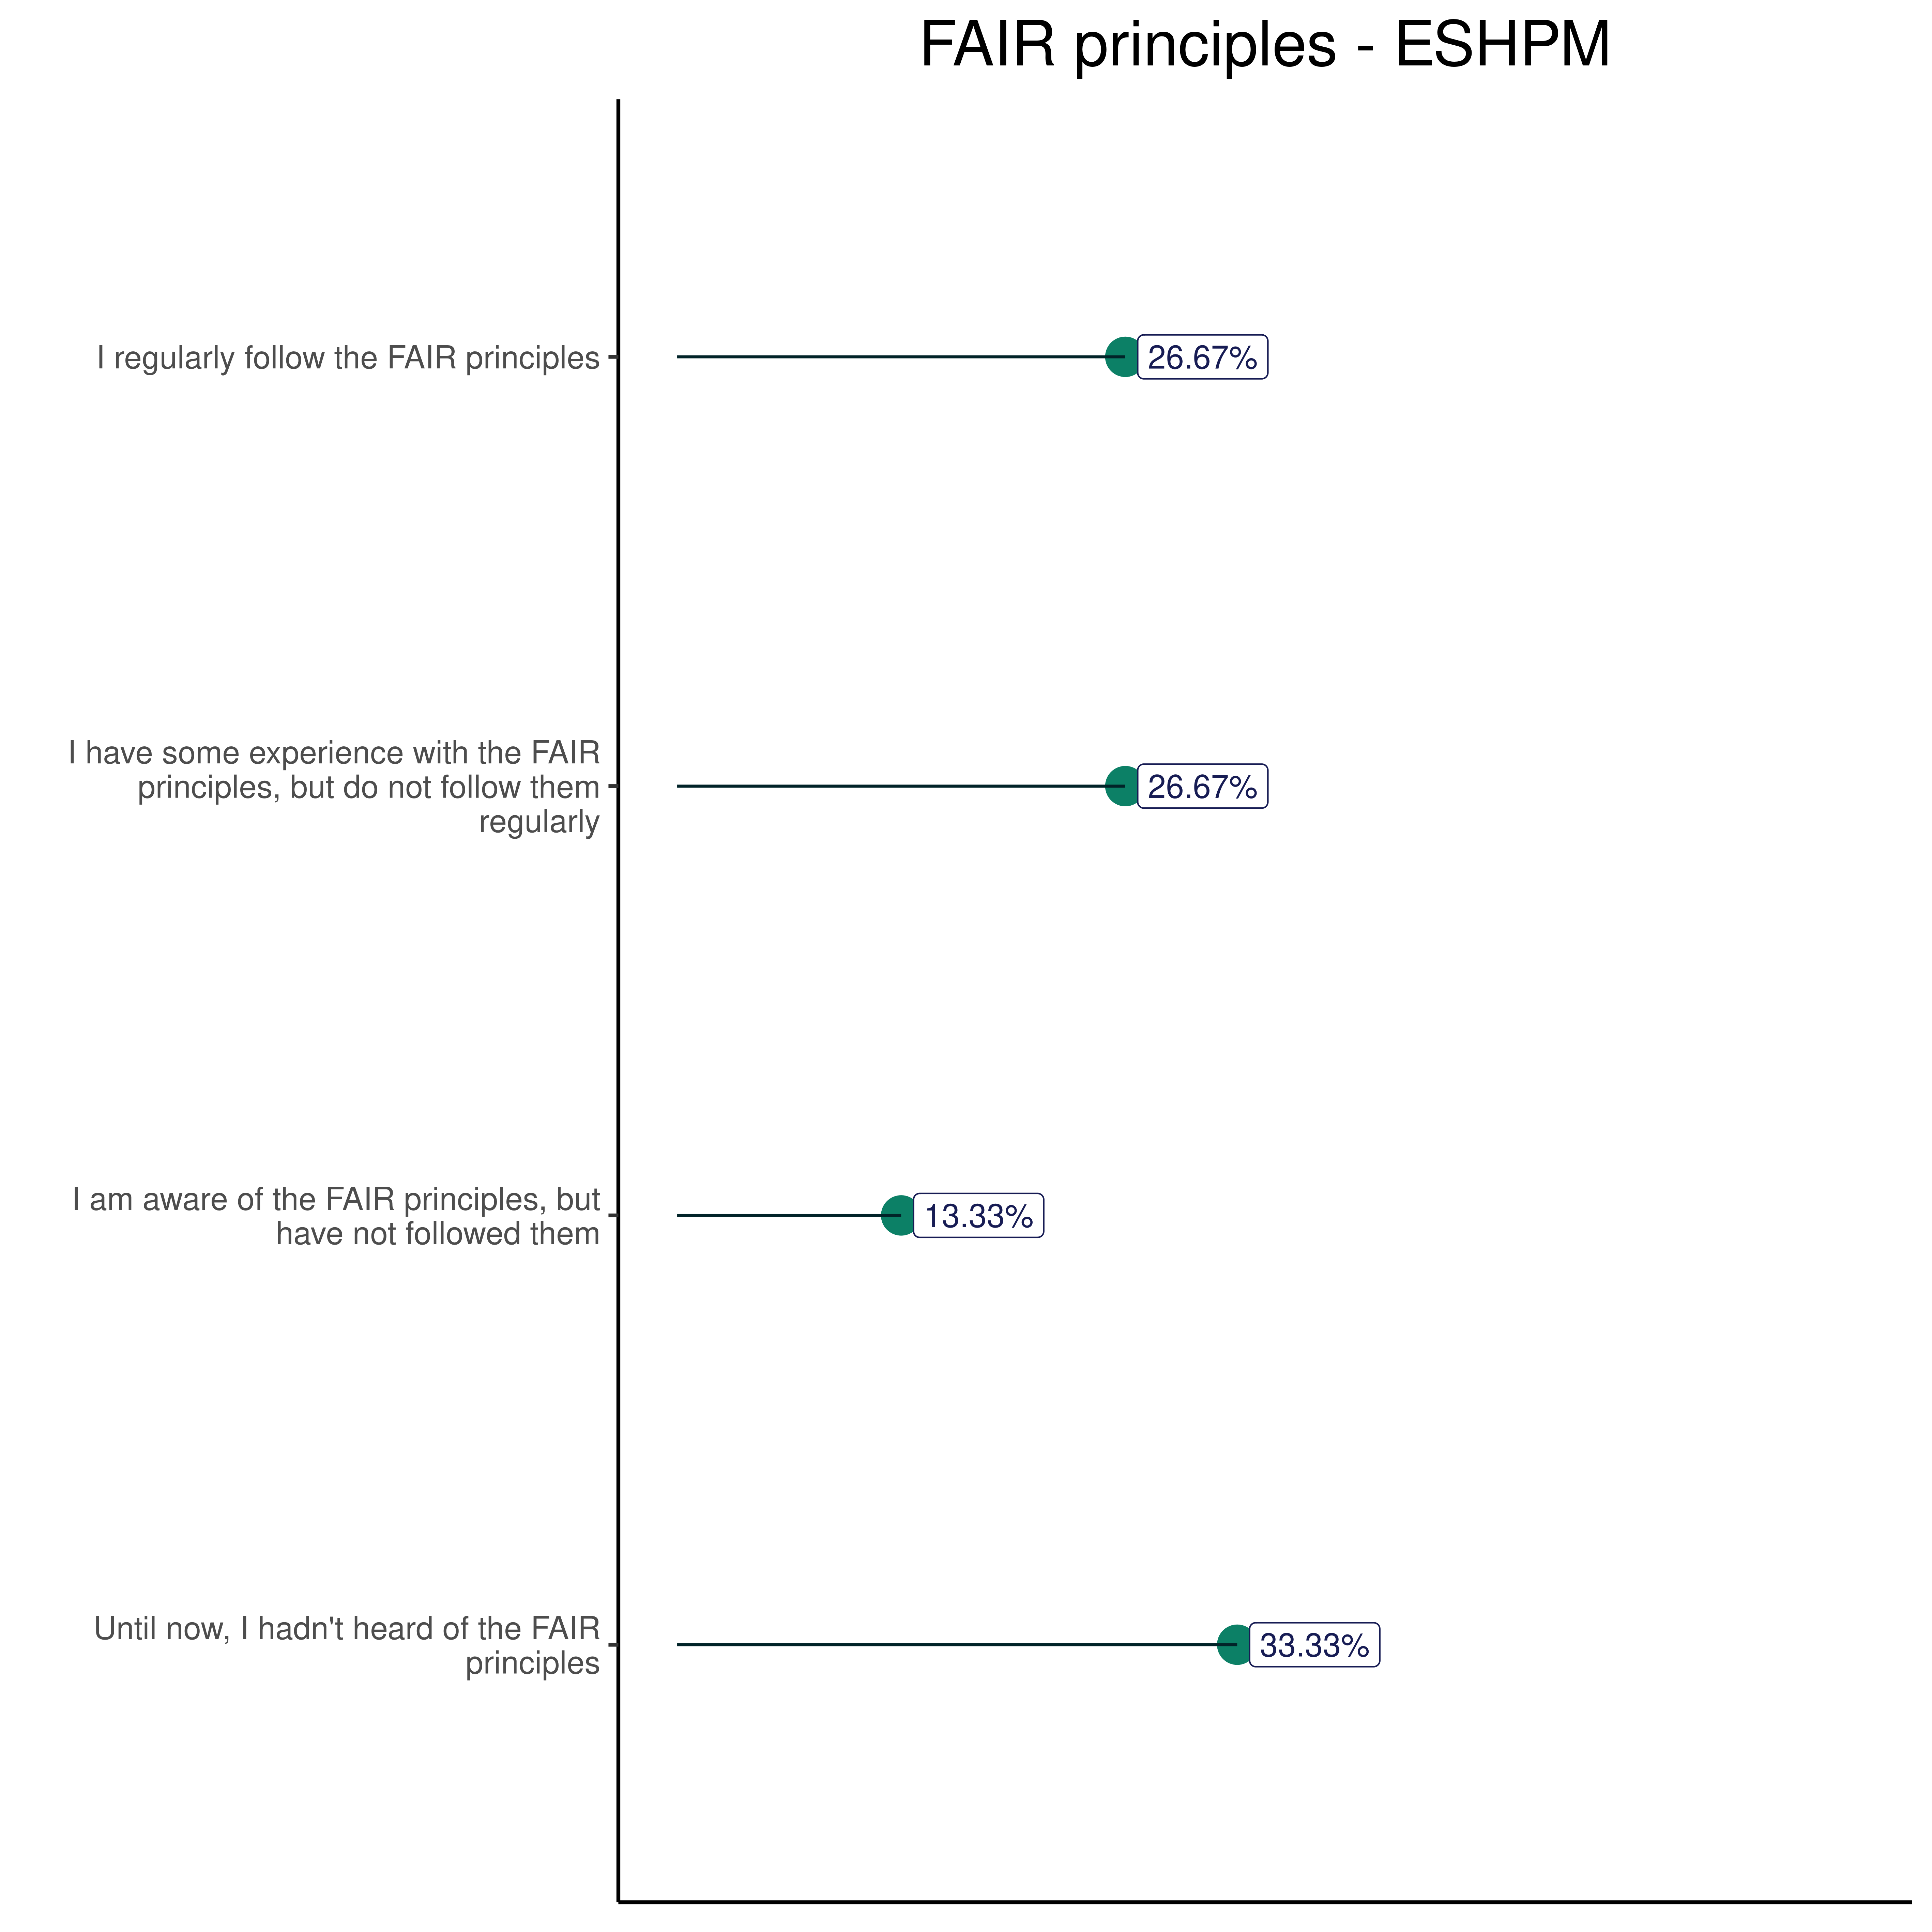 FAIR principles - ESHPM
I regularly follow the FAIR principles
26.67%
I have some experience with the FAIR
principles, but do not follow them
regularly
26.67%
I am aware of the FAIR principles, but
have not followed them
13.33%
Until now, I hadn't heard of the FAIR
principles
33.33%